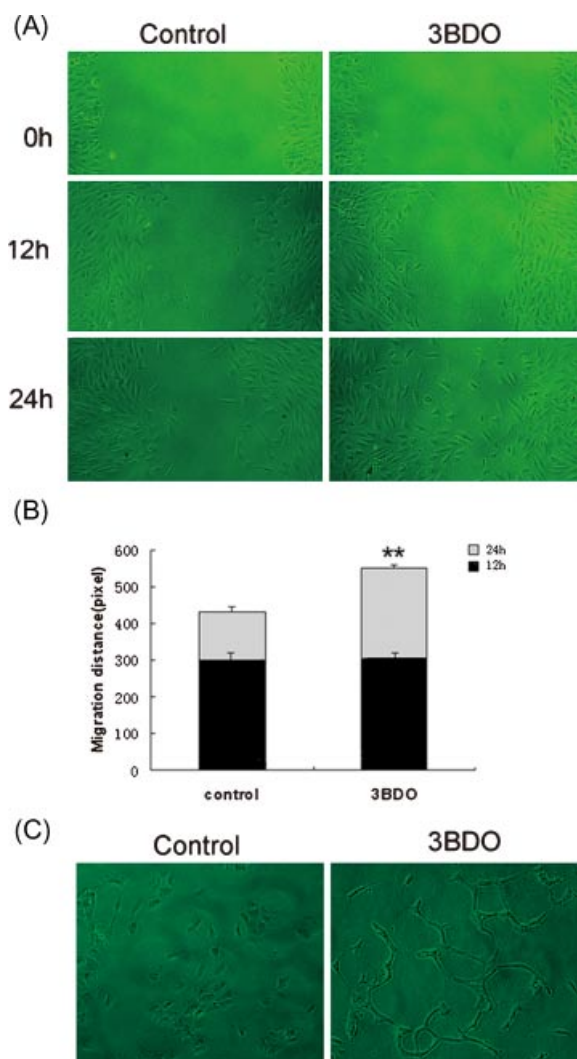 (A)
Control 3BDO
0h
12h
24h
(B)
600
500
400
300
200
100
0
Migration distance(pixel)
**
24h
12h
control 3BDO
(C)
Control 3BDO